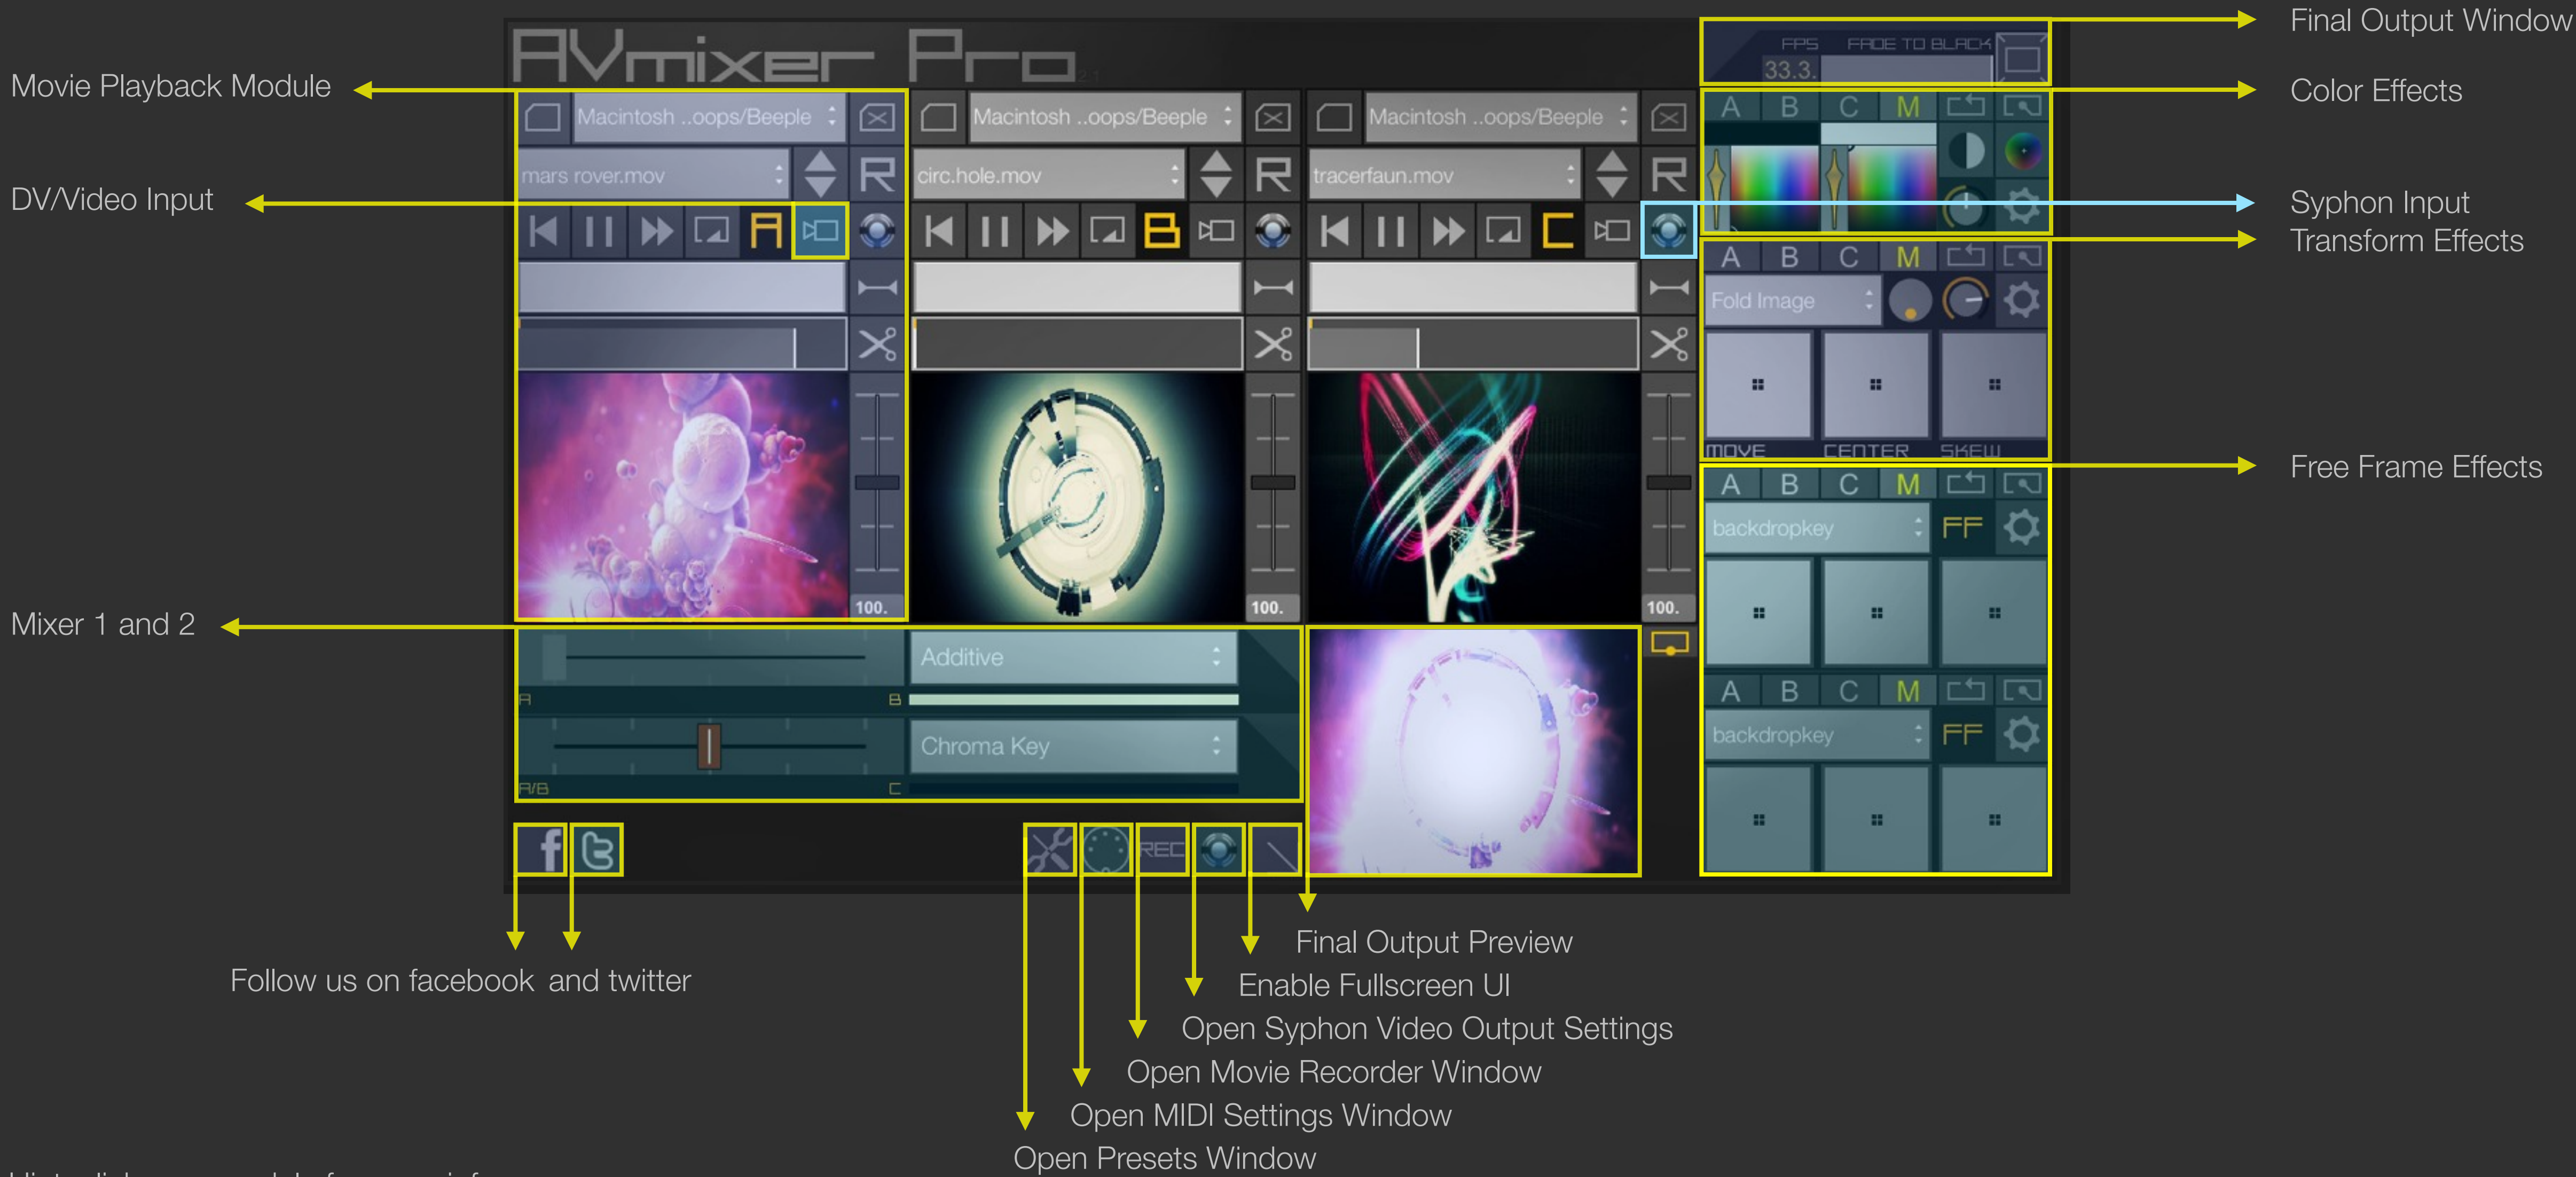 AVmixer Pro 2.1
Final Output Window
FPS FADE TO BLACK
33.3.
Movie Playback Module
Color Effects
Macintosh ..oops/Beeple
Macintosh ..oops/Beeple
Macintosh ..oops/Beeple
A B C M
mars rover.mov
R
circ.hole.mov
R
tracerfaun.mov
R
DV/Video Input
Syphon Input
A
B
C
Transform Effects
A B C M
Fold Image
MOVE CENTER SKEW
Free Frame Effects
A B C M
backdropkey FF
100.
100.
100.
Mixer 1 and 2
Additive
A B
A B C M
backdropkey FF
Chroma Key
A/B C
REC
Follow us on facebook and twitter
Final Output Preview
Enable Fullscreen UI
Open Syphon Video Output Settings
Open Movie Recorder Window
Open MIDI Settings Window
Open Presets Window